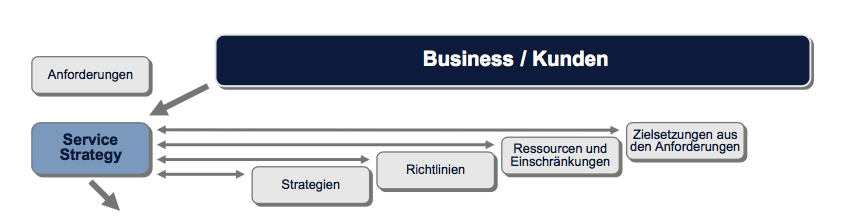 Business / Kunden
Anforderungen
Service
Strategy
Zielsetzungen aus
den Anforderungen
Ressourcen und
Einschränkungen
Richtlinien
Strategien